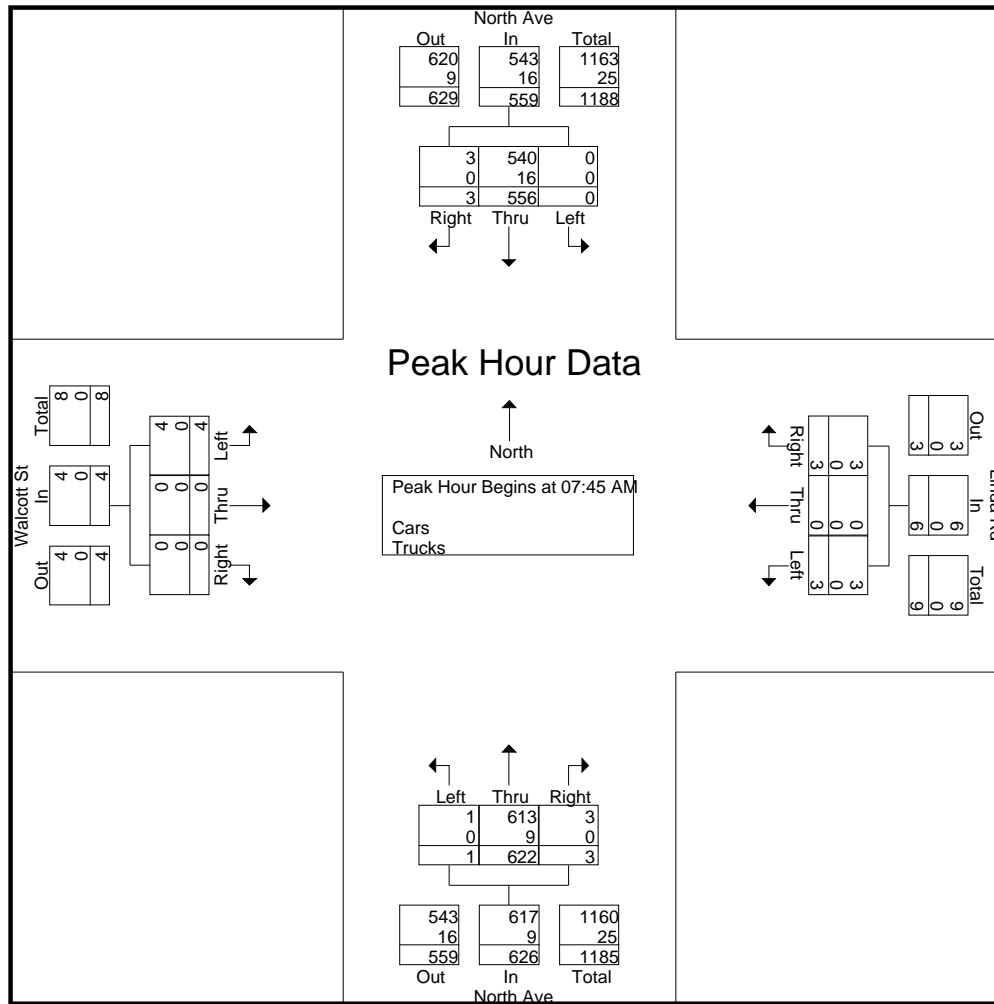 North Ave
Out In Total
620 543 1163
9 16 25
629 559 1188
3 540 0
0 16 0
3 556 0
Right Thru Left
Peak Hour Data
North
Peak Hour Begins at 07:45 AM
Cars
Trucks
Walcott St
Out In Total
4 4 8
0 0 0
4 4 8
Right Thru Left
0 0 4
0 0 0
0 0 4
Out In Total
3 6 9
0 0 0
3 6 9
Right Thru Left
3 0 3
0 0 0
3 0 3
Left Thru Right
1 613 3
0 9 0
1 622 3
543 617 1160
16 9 25
559 626 1185
Out In Total
North Ave